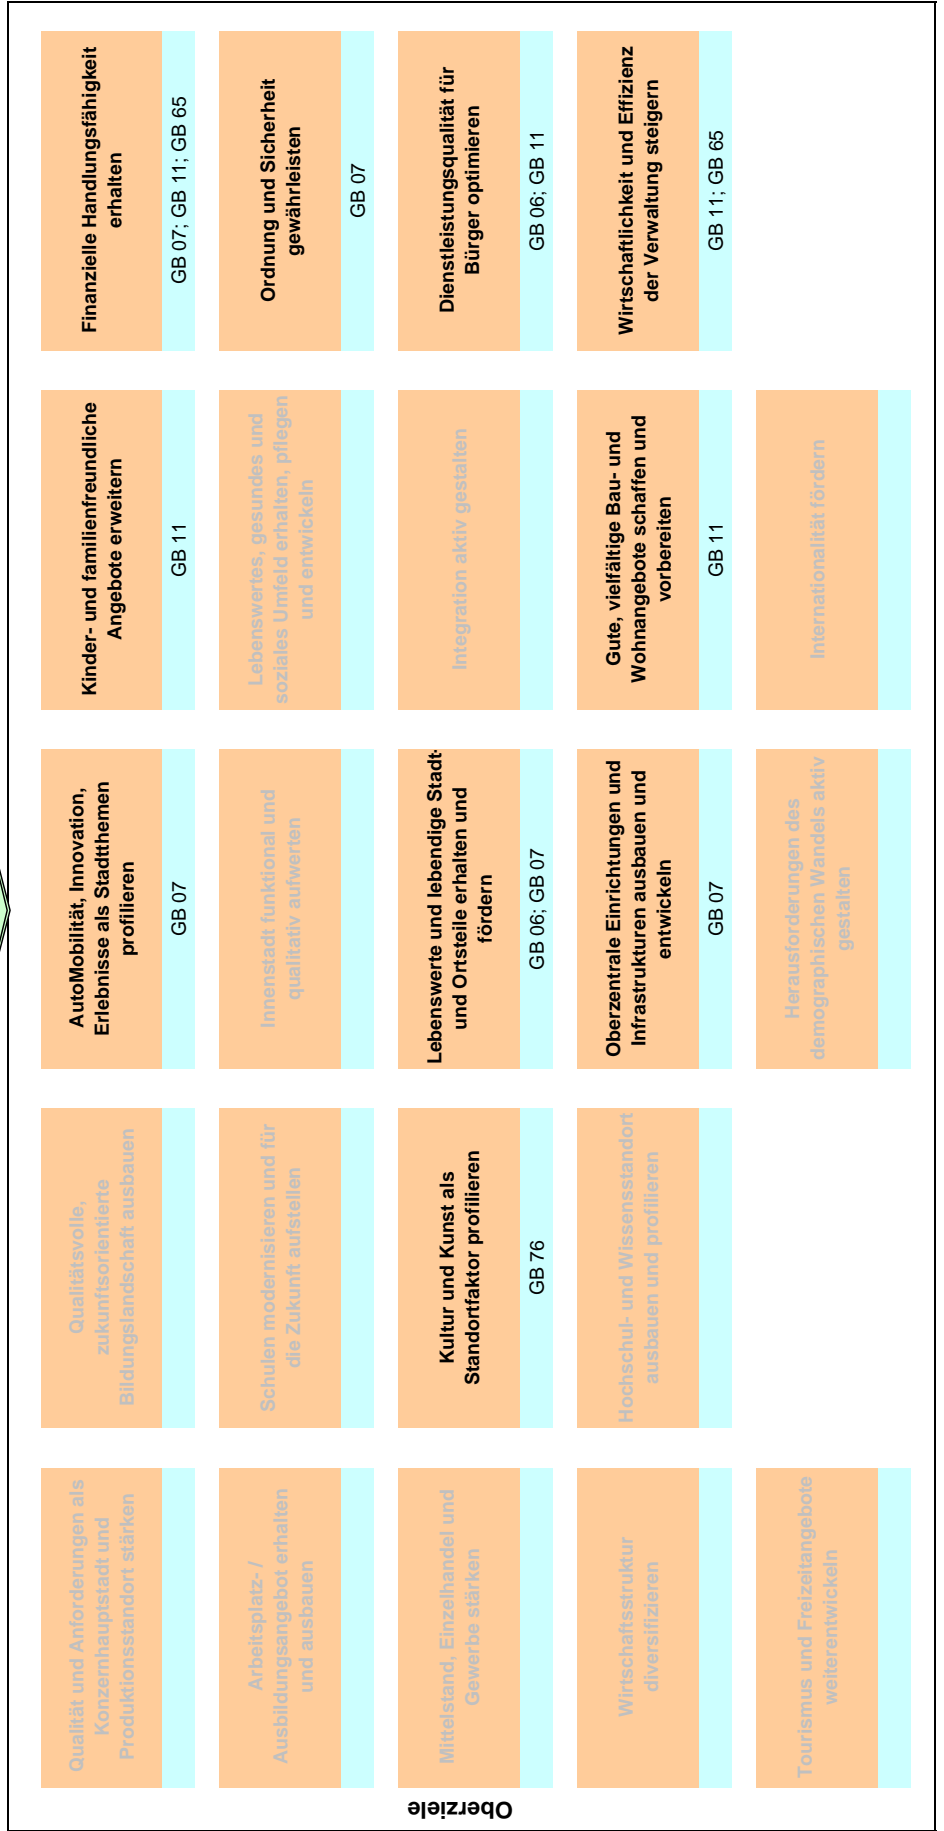 Oberziele
Qualität und Anforderungen als
Konzernhauptstadt und
Produktionsstandort stärken
Qualitätsvolle,
zukunftsorientierte
Bildungslandschaft ausbauen
AutoMobilität, Innovation,
Erlebnisse als Stadtthemen
profilieren
GB 07
Kinder- und familienfreundliche
Angebote erweitern
GB 11
Finanzielle Handlungsfähigkeit
erhalten
GB 07; GB 11; GB 65
Arbeitsplatz- /
Ausbildungsangebot erhalten
und ausbauen
Schulen modernisieren und für
die Zukunft aufstellen
Innenstadt funktional und
qualitativ aufwerten
Lebenswertes, gesundes und
soziales Umfeld erhalten, pflegen
und entwickeln
Ordnung und Sicherheit
gewährleisten
GB 07
Mittelstand, Einzelhandel und
Gewerbe stärken
Kultur und Kunst als
Standortfaktor profilieren
GB 76
Lebenswerte und lebendige Stadt-
und Ortsteile erhalten und
fördern
GB 06; GB 07
Integration aktiv gestalten
Dienstleistungsqualität für
Bürger optimieren
GB 06; GB 11
Wirtschaftsstruktur
diversifizieren
Hochschul- und Wissensstandort
ausbauen und profilieren
Oberzentrale Einrichtungen und
Infrastrukturen ausbauen und
entwickeln
GB 07
Gute, vielfältige Bau- und
Wohnangebote schaffen und
vorbereiten
GB 11
Wirtschaftlichkeit und Effizienz
der Verwaltung steigern
GB 11; GB 65
Tourismus und Freizeitangebote
weiterentwickeln
Herausforderungen des
demographischen Wandels aktiv
gestalten
Internationalität fördern